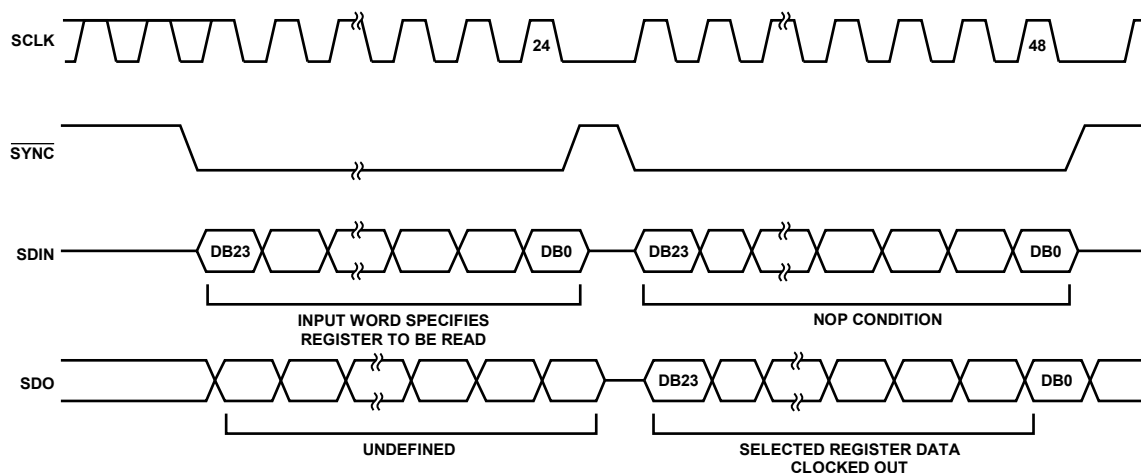 SCLK
24
48
SYNC
SDIN
DB23
DB0
DB23
DB0
INPUT WORD SPECIFIES
REGISTER TO BE READ
NOP CONDITION
SDO
DB23
DB0
UNDEFINED
SELECTED REGISTER DATA
CLOCKED OUT